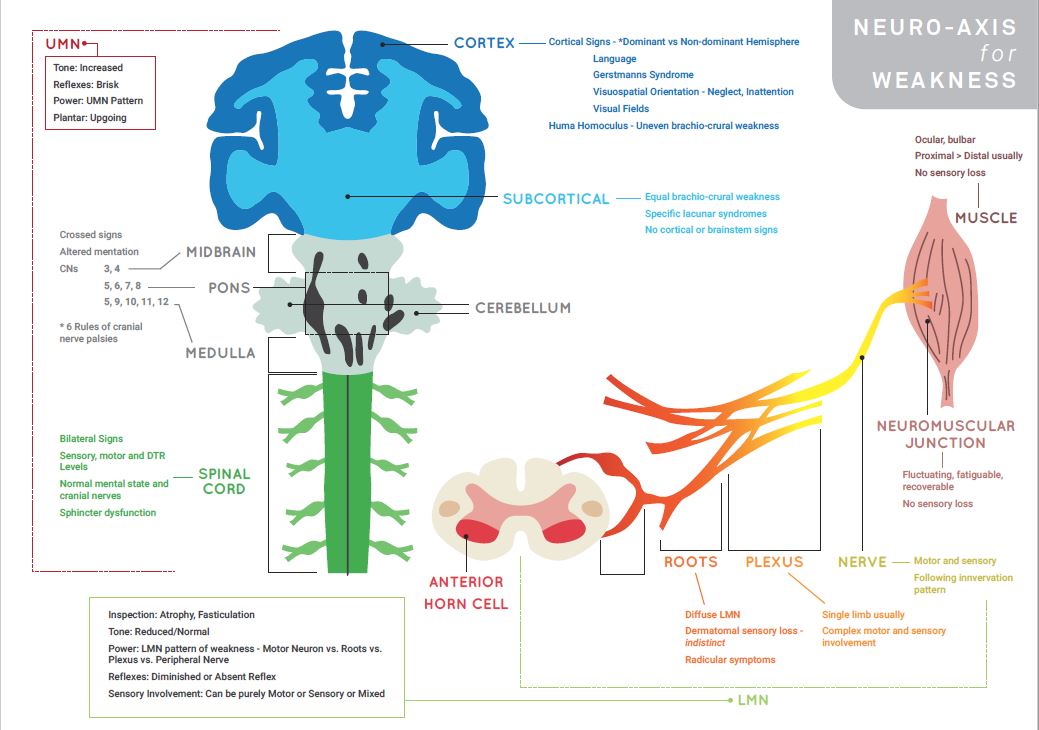 NEURO-AXIS
for
WEAKNESS
UMN
Tone: Increased
Reflexes: Brisk
Power: UMN Pattern
Plantar: Upgoing
CORTEX
Cortical Signs - *Dominant vs Non-dominant Hemisphere
Language
Gerstmanns Syndrome
Visuospatial Orientation - Neglect, Inattention
Visual Fields
Huma Homoculus - Uneven brachio-crural weakness
SUBCORTICAL
Equal brachio-crural weakness
Specific lacunar syndromes
No cortical or brainstem signs
Ocular, bulbar
Proximal > Distal usually
No sensory loss
MUSCLE
Crossed signs
Altered mentation
CNs 3, 4
5, 6, 7, 8
5, 9, 10, 11, 12
* 6 Rules of cranial
nerve palsies
MIDBRAIN
PONS
MEDULLA
CEREBELLUM
NEUROMUSCULAR
JUNCTION
Fluctuating, fatiguable,
recoverable
No sensory loss
Bilateral Signs
Sensory, motor and DTR
Levels
Normal mental state and
cranial nerves
Sphincter dysfunction
SPINAL
CORD
ANTERIOR
HORN CELL
ROOTS
Diffuse LMN
Dermatomal sensory loss -
indistinct
Radicular symptoms
PLEXUS
Single limb usually
Complex motor and sensory
involvement
NERVE
Motor and sensory
Following innvervation
pattern
Inspection: Atrophy, Fasticulation
Tone: Reduced/Normal
Power: LMN pattern of weakness - Motor Neuron vs. Roots vs.
Plexus vs. Peripheral Nerve
Reflexes: Diminished or Absent Reflex
Sensory Involvement: Can be purely Motor or Sensory or Mixed
LMN